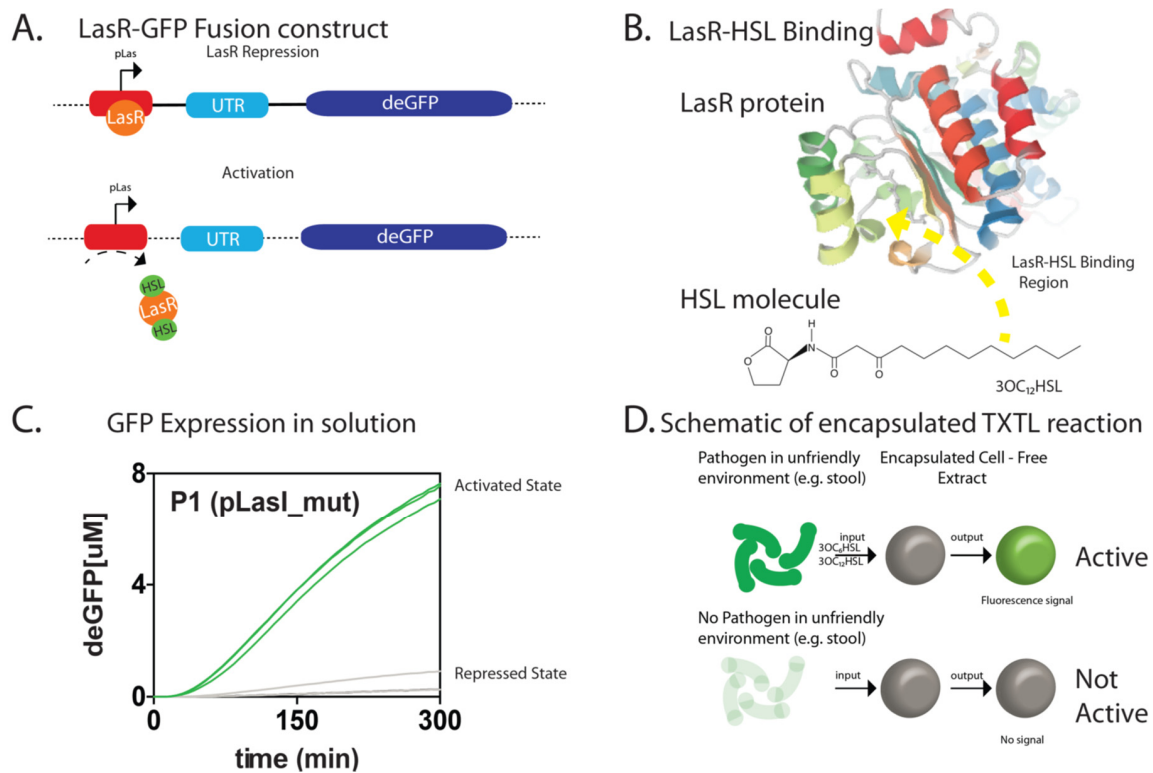 A. LasR-GFP Fusion construct
LasR Repression
pLas
LasR
UTR
deGFP
Activation
pLas
UTR
deGFP
HSL
LasR
HSL
B. LasR-HSL Binding
LasR protein
LasR-HSL Binding
Region
HSL molecule
O
H
N
O
O
O
3OC₁₂HSL
C. GFP Expression in solution
8
P1 (pLasI_mut)
Activated State
deGFP[uM]
4
Repressed State
0
0
150
300
time (min)
D. Schematic of encapsulated TXTL reaction
Pathogen in unfriendly
environment (e.g. stool)
Encapsulated Cell - Free
Extract
input
3OC₆HSL
3OC₁₂HSL
output
Active
Fluorescence signal
No Pathogen in unfriendly
environment (e.g. stool)
input
output
Not
Active
No signal